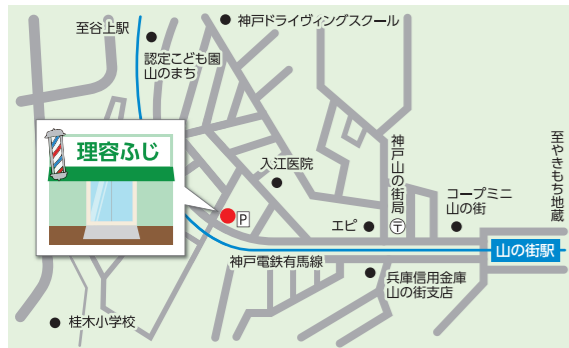 至谷上駅
神戸ドライヴィングスクール
認定こども園
山のまち
理容ふじ
入江医院
神戸山の街局
〒
至やきもち地蔵
コープミニ
山の街
P
エピ
山の街駅
神戸電鉄有馬線
兵庫信用金庫
山の街支店
桂木小学校